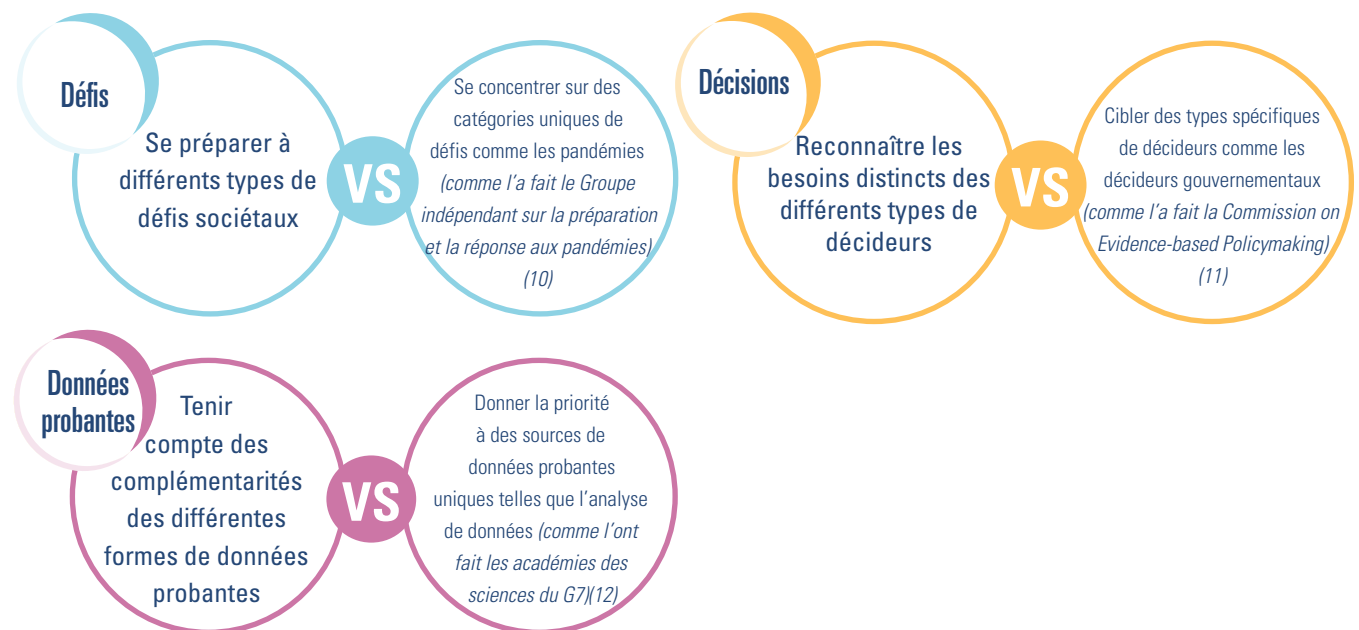 Défis
Se préparer à
différents types de
défis sociétaux
VS
Se concentrer sur des
catégories uniques de
défis comme les pandémies
(comme l’a fait le Groupe
indépendant sur la préparation
et la réponse aux pandémies)
(10)
Décisions
Reconnaître les
besoins distincts des
différents types de
décideurs
VS
Cibler des types spécifiques
de décideurs comme les
décideurs gouvernementaux
(comme l’a fait la Commission on
Evidence-based Policymaking)
(11)
Données
probantes
Tenir
compte des
complémentarités
des différentes
formes de données
probantes
VS
Donner la priorité
à des sources de
données probantes
uniques telles que l’analyse
de données (comme l’ont
fait les académies des
sciences du G7)(12)